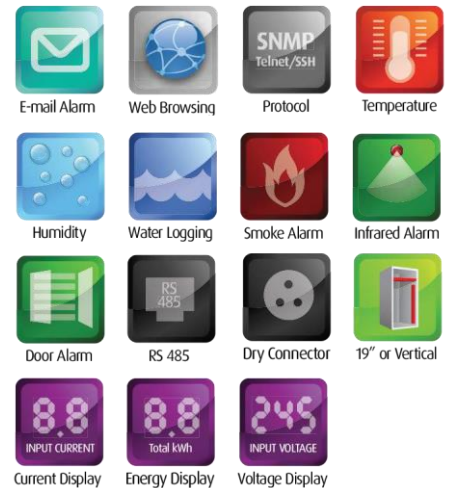 SNMP
Telnet/SSH
E-mail Alarm
Web Browsing
Protocol
Temperature
Humidity
Water Logging
Smoke Alarm
Infrared Alarm
RS
485
Door Alarm
RS 485
Dry Connector
19” or Vertical
8.8
INPUT CURRENT
8.8
Total kWh
245
INPUT VOLTAGE
Current Display
Energy Display
Voltage Display